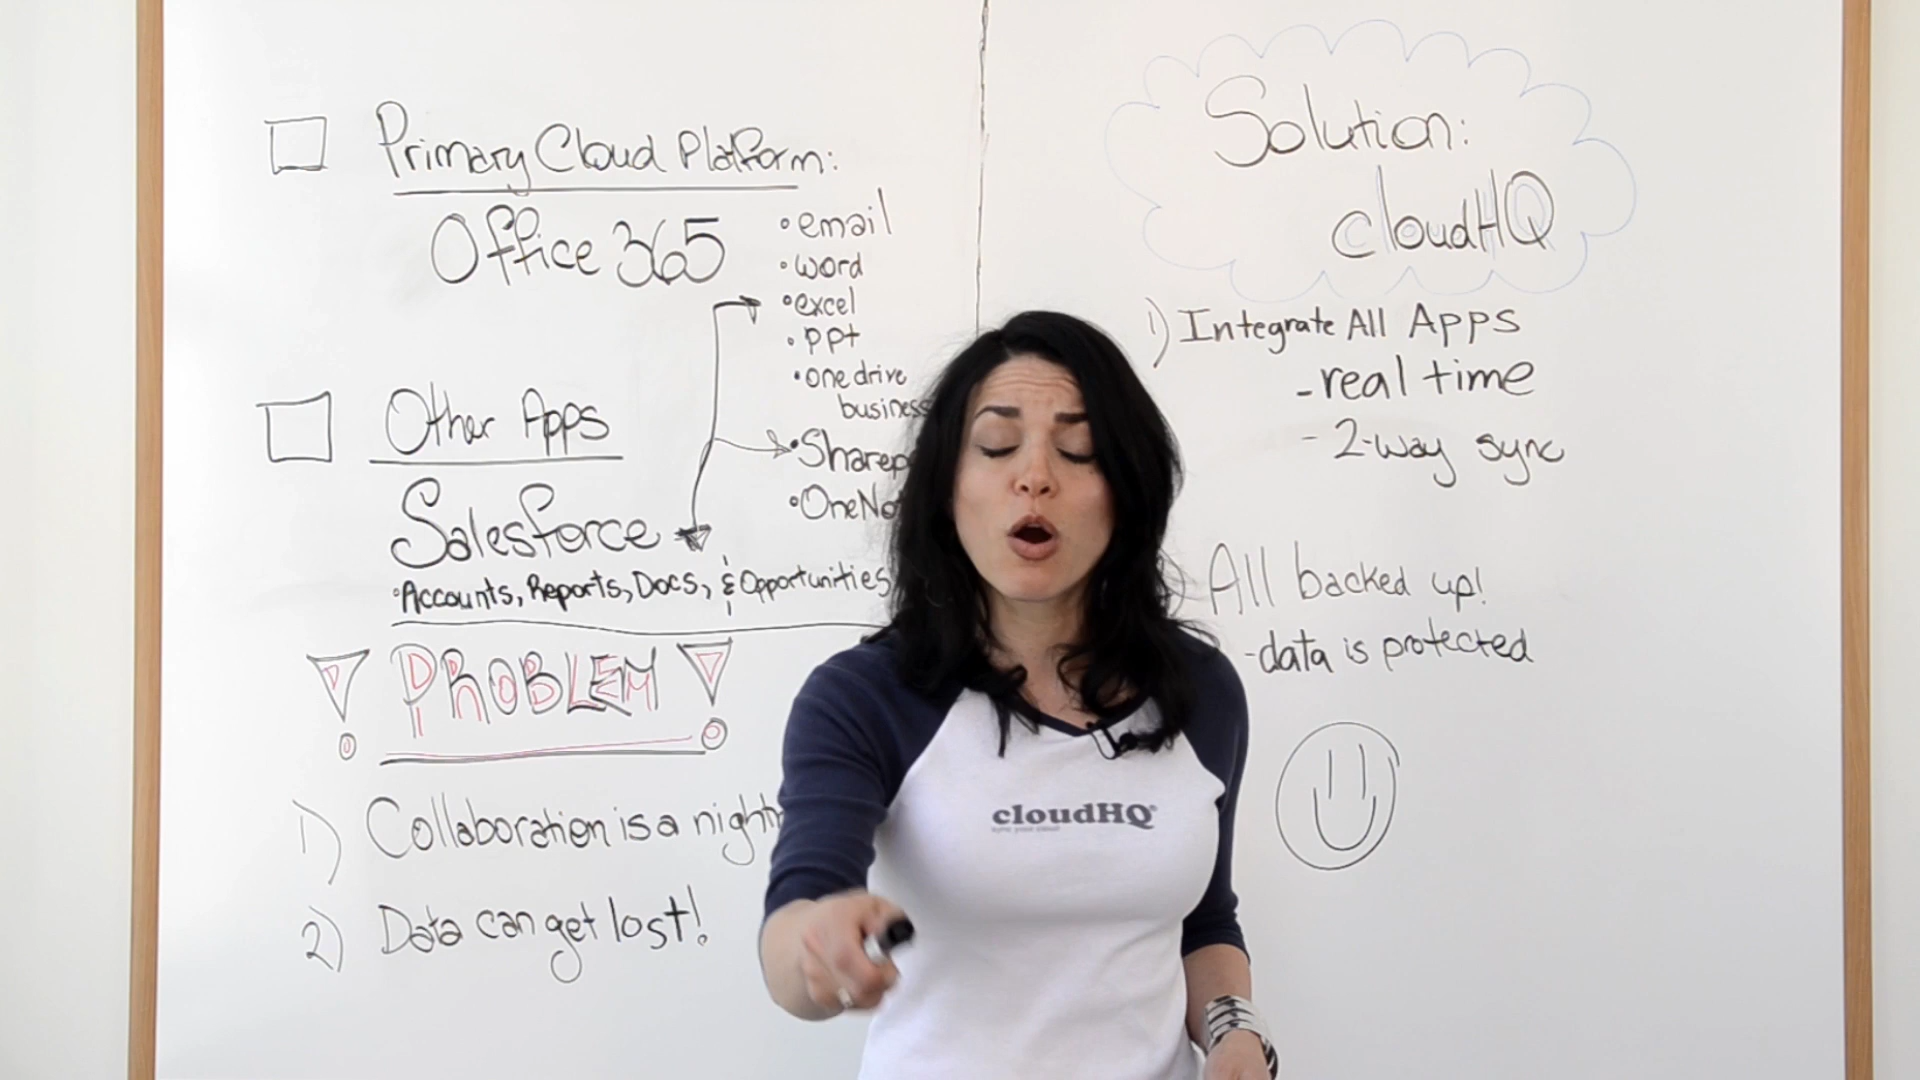 Primary Cloud Platform:
Office 365
•email
•word
•excel
•ppt
•one drive
business
•OneNo
Other Apps
Salesforce
•Accounts, Reports, Docs, & Opportunities
PROBLEM
1) Collaboration is a
2) Data can get lost!
Solution:
cloudHQ
1) Integrate All Apps
-real time
- 2-way sync
All backed up!
-data is protected
cloudHQ